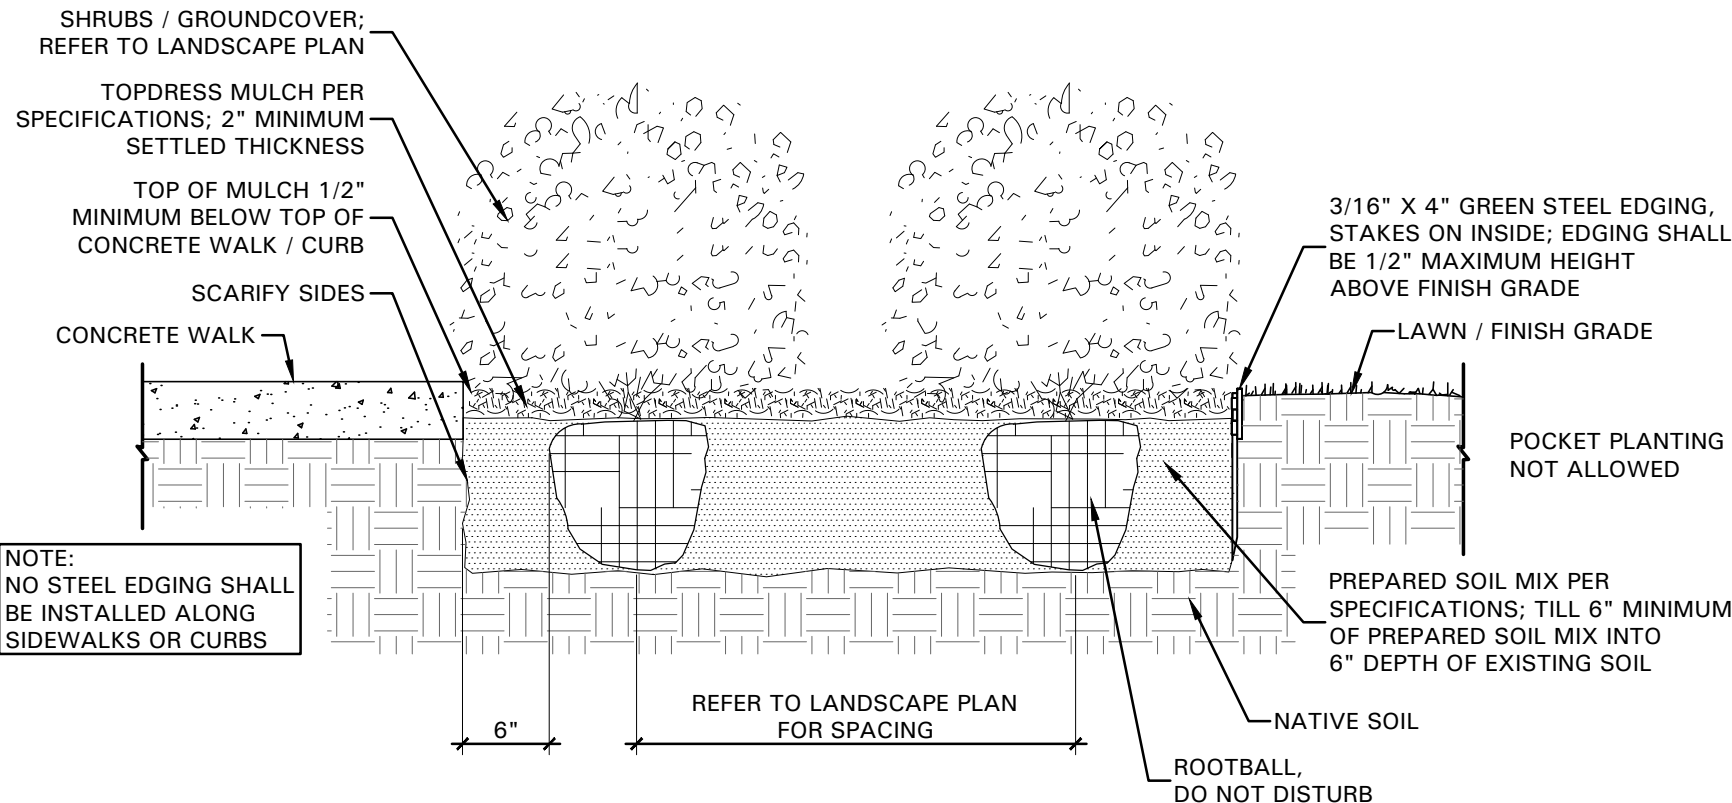 SHRUBS / GROUNDCOVER;
REFER TO LANDSCAPE PLAN
TOPDRESS MULCH PER
SPECIFICATIONS; 2" MINIMUM
SETTLED THICKNESS
TOP OF MULCH 1/2"
MINIMUM BELOW TOP OF
CONCRETE WALK / CURB
SCARIFY SIDES
CONCRETE WALK
NOTE:
NO STEEL EDGING SHALL
BE INSTALLED ALONG
SIDEWALKS OR CURBS
6"
REFER TO LANDSCAPE PLAN
FOR SPACING
3/16" X 4" GREEN STEEL EDGING,
STAKES ON INSIDE; EDGING SHALL
BE 1/2" MAXIMUM HEIGHT
ABOVE FINISH GRADE
LAWN / FINISH GRADE
POCKET PLANTING
NOT ALLOWED
PREPARED SOIL MIX PER
SPECIFICATIONS; TILL 6" MINIMUM
OF PREPARED SOIL MIX INTO
6" DEPTH OF EXISTING SOIL
NATIVE SOIL
ROOTBALL,
DO NOT DISTURB